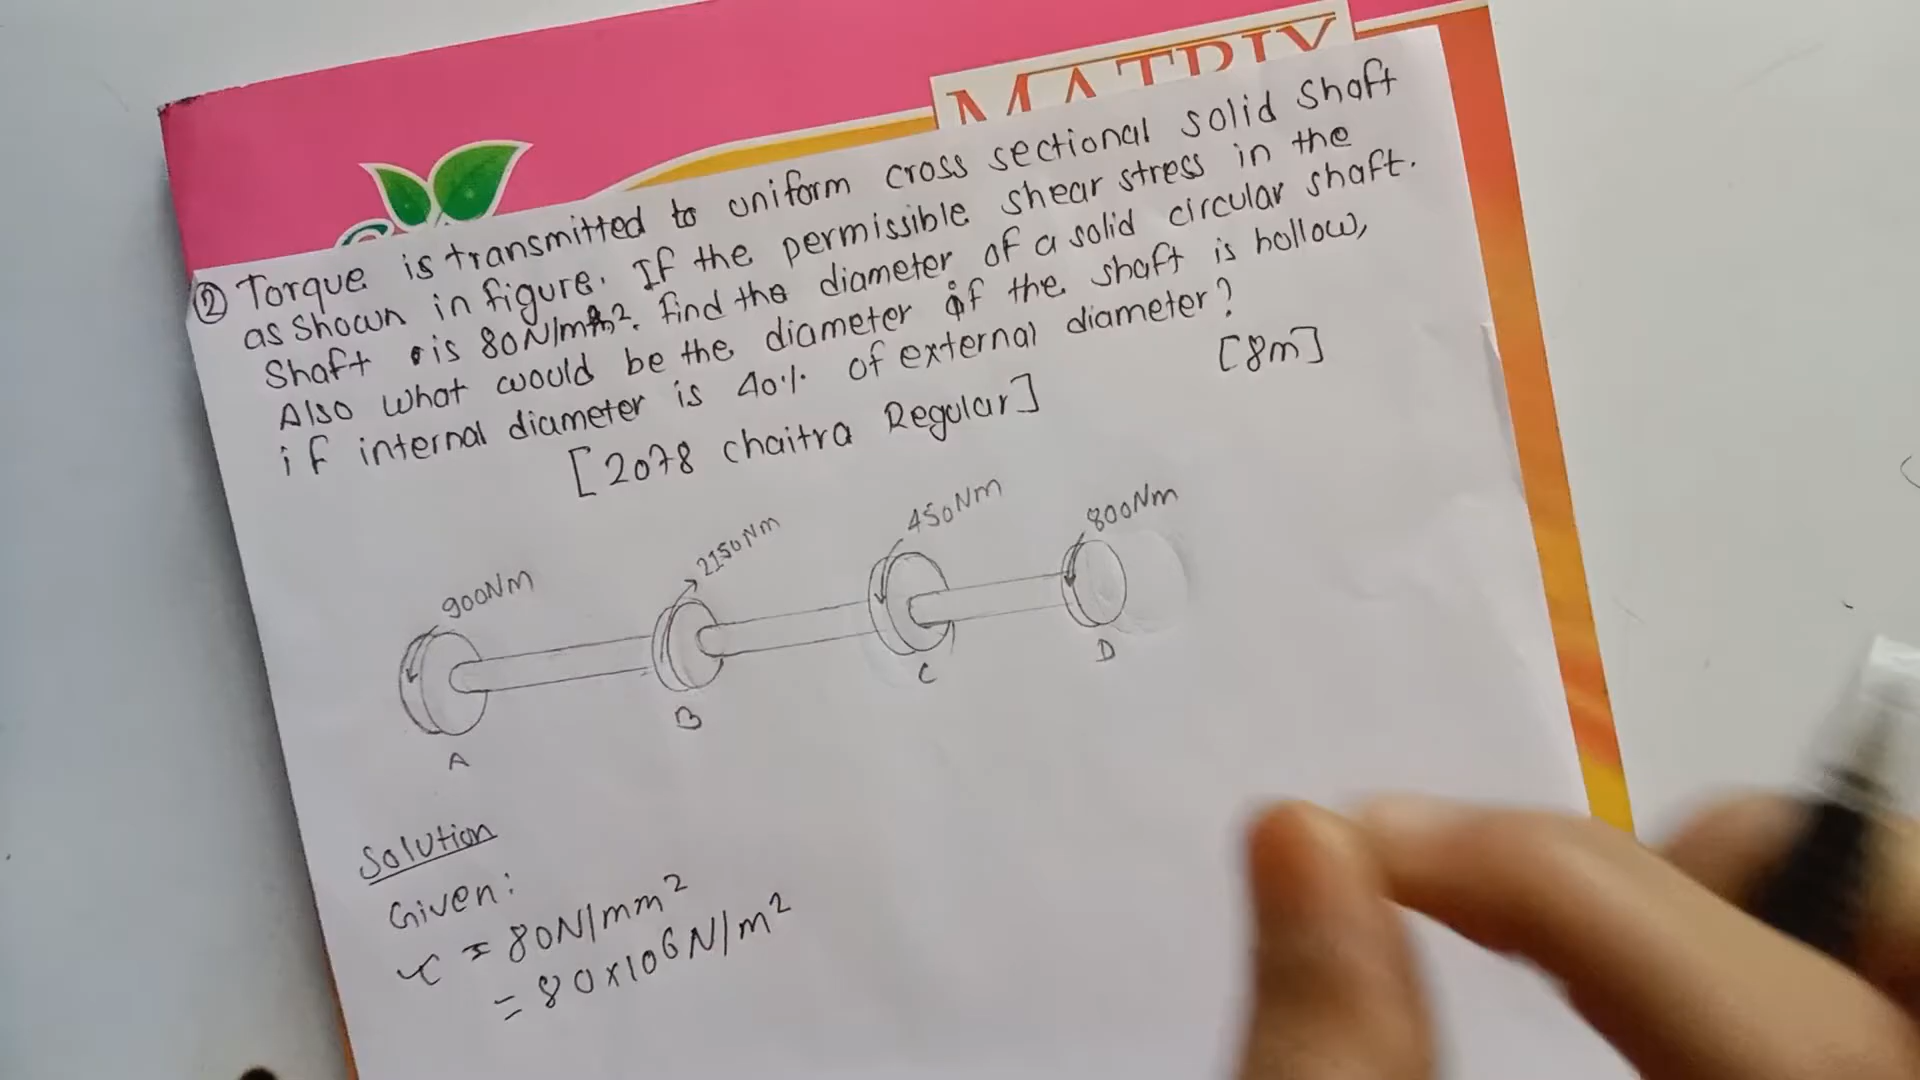 MATRIX
② Torque is transmitted to uniform cross sectional solid shaft
as shown in figure. If the permissible shear stress in the
shaft is 80N/mm². find the diameter of a solid circular shaft.
Also what would be the diameter if the shaft is hollow,
if internal diameter is 40% of external diameter?
[8m]
[2078 chaitra Regular]
900Nm
2150Nm
450Nm
800Nm
A
B
C
D
Solution
Given:
τ = 80N/mm²
= 80×10⁶N/m²